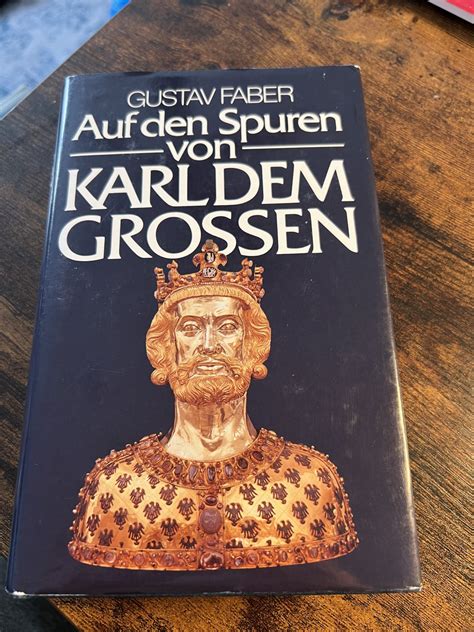 GUSTAV FABER
Auf den Spuren
von
KARL DEM
GROSSEN